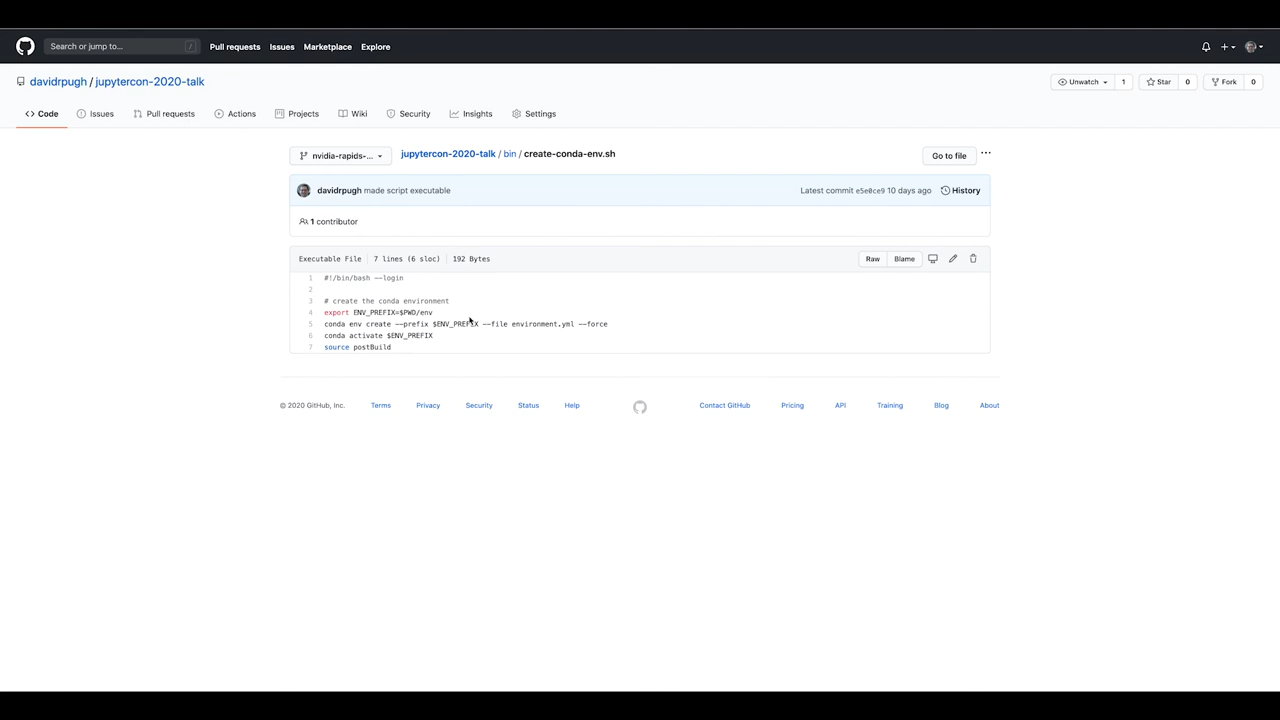 Search or jump to... /
Pull requests
Issues
Marketplace
Explore
davidrpugh / jupytercon-2020-talk
Unwatch 1
Star 0
Fork 0
Code
Issues
Pull requests
Actions
Projects
Wiki
Security
Insights
Settings
nvidia-rapids-...
jupytercon-2020-talk / bin / create-conda-env.sh
Go to file
...
davidrpugh made script executable
Latest commit e5e0ce9 10 days ago
History
1 contributor
Executable File
7 lines (6 sloc)
192 Bytes
Raw
Blame
1 #!/bin/bash --login
2
3 # create the conda environment
4 export ENV_PREFIX=$PWD/env
5 conda env create --prefix $ENV_PREFIX --file environment.yml --force
6 conda activate $ENV_PREFIX
7 source postBuild
© 2020 GitHub, Inc.
Terms
Privacy
Security
Status
Help
Contact GitHub
Pricing
API
Training
Blog
About